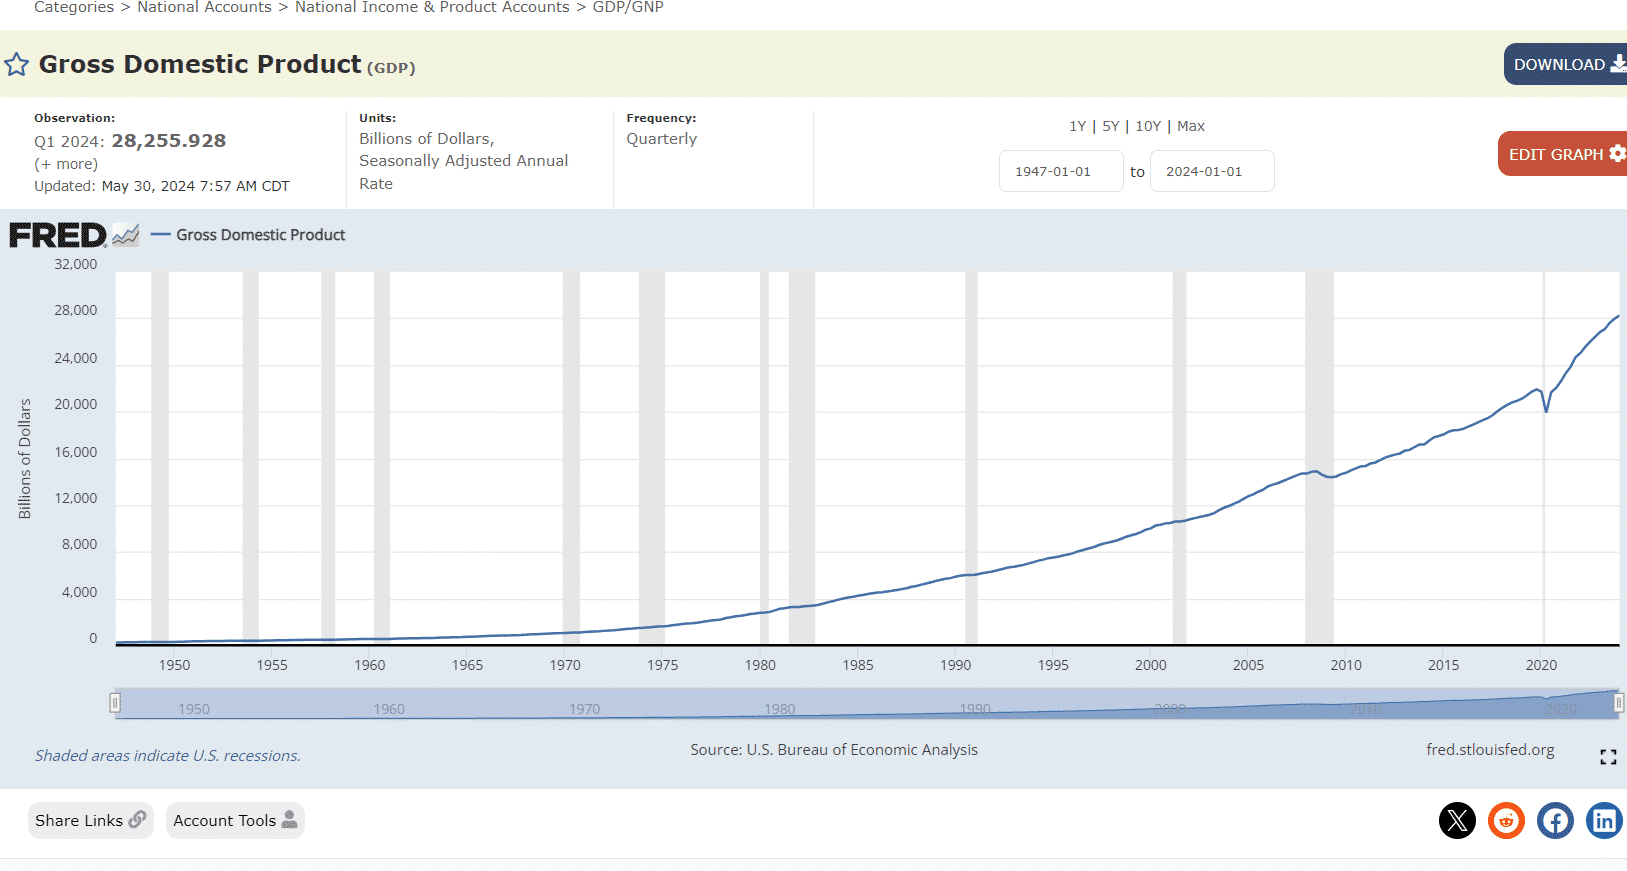 Categories > National Accounts > National Income & Product Accounts > GDP/GNP
Gross Domestic Product (GDP)
DOWNLOAD
Observation:
Q1 2024: 28,255.928
(+ more)
Updated: May 30, 2024 7:57 AM CDT
Units:
Billions of Dollars,
Seasonally Adjusted Annual
Rate
Frequency:
Quarterly
1Y | 5Y | 10Y | Max
1947-01-01 to 2024-01-01
EDIT GRAPH
FRED
Gross Domestic Product
Billions of Dollars
32,000
28,000
24,000
20,000
16,000
12,000
8,000
4,000
0
1950 1955 1960 1965 1970 1975 1980 1985 1990 1995 2000 2005 2010 2015 2020
1950 1960 1970 1980 1990 2000 2010 2020
Shaded areas indicate U.S. recessions.
Source: U.S. Bureau of Economic Analysis
fred.stlouisfed.org
Share Links
Account Tools